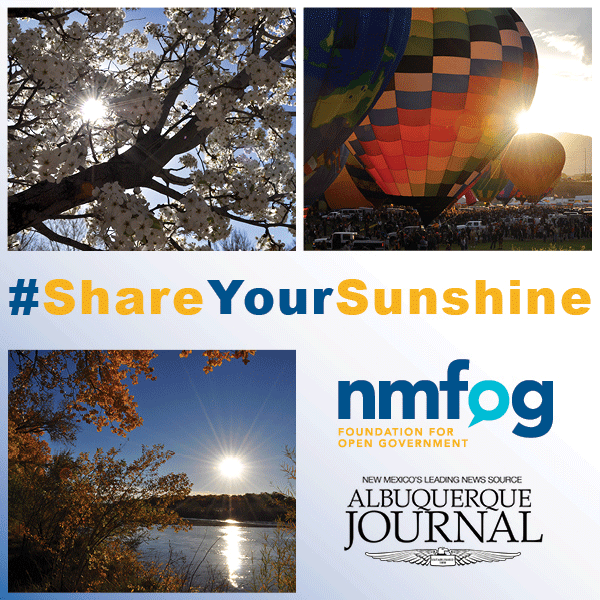 #ShareYourSunshine
nmfog
FOUNDATION FOR
OPEN GOVERNMENT
NEW MEXICO'S LEADING NEWS SOURCE
ALBUQUERQUE
JOURNAL